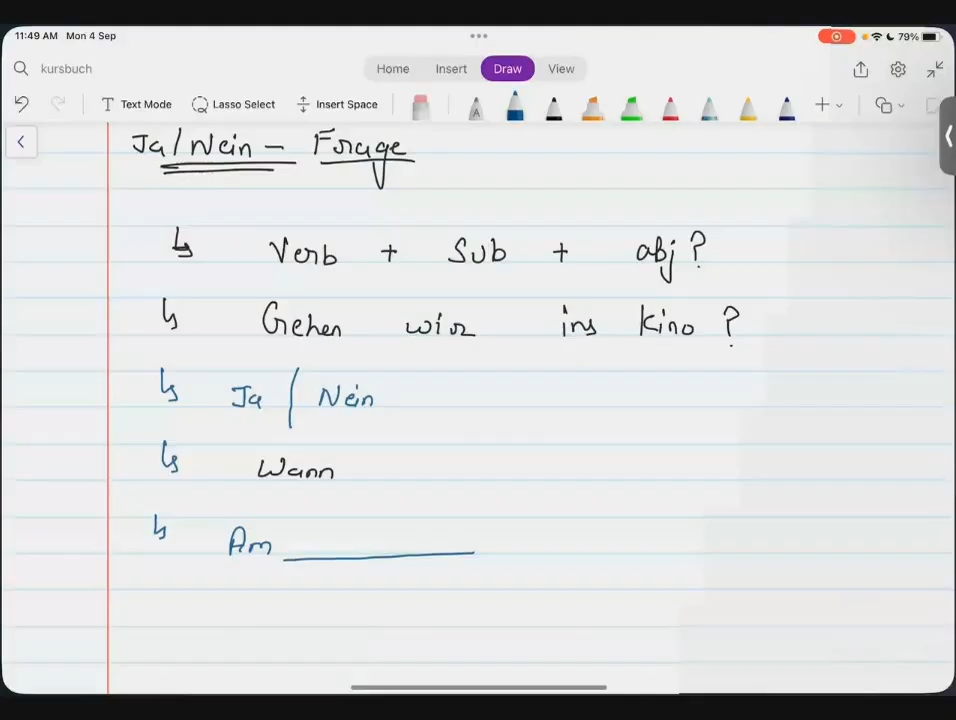 11:49 AM Mon 4 Sep 79%
kursbuch Home Insert Draw View
Text Mode Lasso Select Insert Space
Ja/Nein - Frage
↳ Verb + Sub + obj?
↳ Gehen wir ins Kino?
↳ Ja / Nein
↳ Wann
↳ Am ________